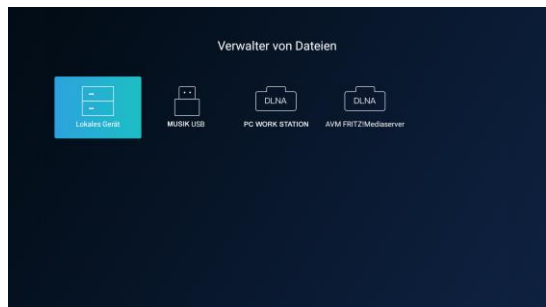 Verwalter von Dateien
DLNA
DLNA
Lokales Gerät
MUSIK USB
PC WORK STATION
AVM FRITZ!Mediaserver